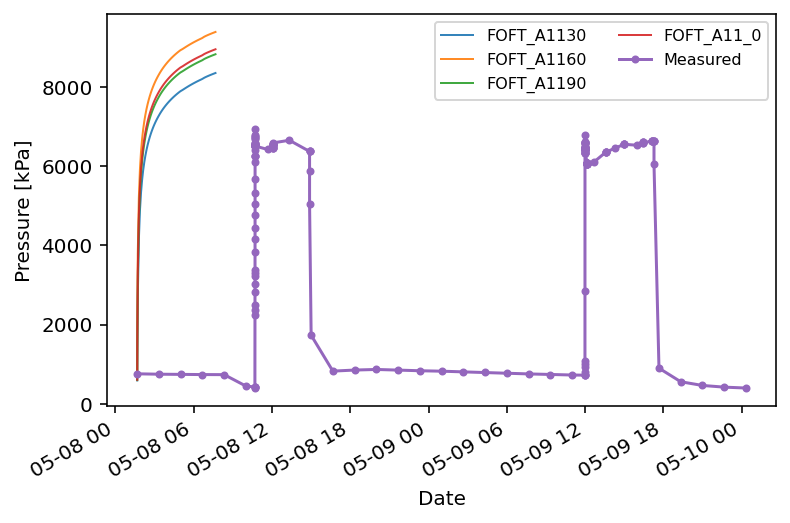 FOFT_A1130
FOFT_A1160
FOFT_A1190
FOFT_A11_0
Measured
Pressure [kPa]
8000
6000
4000
2000
0
05-08 00
05-08 06
05-08 12
05-08 18
05-09 00
05-09 06
05-09 12
05-09 18
05-10 00
Date